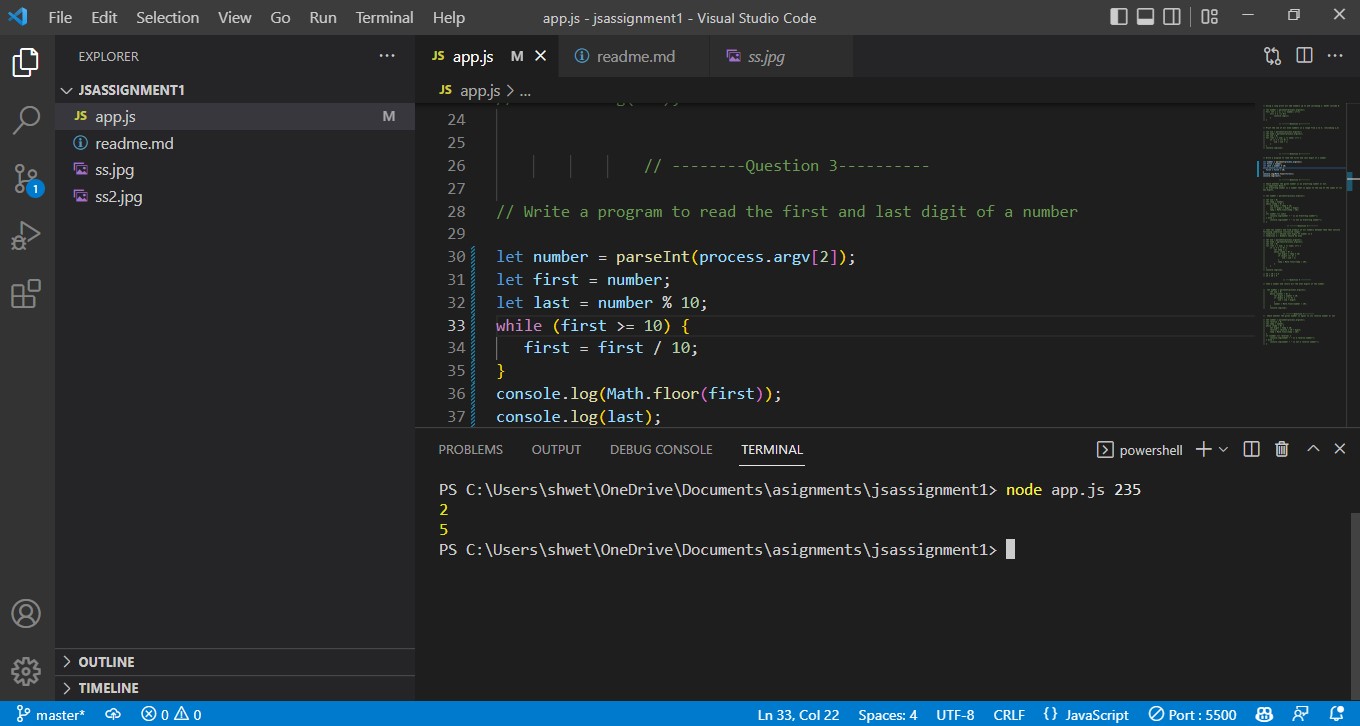 File Edit Selection View Go Run Terminal Help app.js - jsassignment1 - Visual Studio Code
EXPLORER
JSASSIGNMENT1
JS app.js M
readme.md
ss.jpg
ss2.jpg
1
OUTLINE
TIMELINE
JS app.js M readme.md ss.jpg
JS app.js > ...
24
25
26 // --------Question 3----------
27
28 // Write a program to read the first and last digit of a number
29
30 let number = parseInt(process.argv[2]);
31 let first = number;
32 let last = number % 10;
33 while (first >= 10) {
34 first = first / 10;
35 }
36 console.log(Math.floor(first));
37 console.log(last);
PROBLEMS OUTPUT DEBUG CONSOLE TERMINAL powershell
PS C:\Users\shwet\OneDrive\Documents\asignments\jsassignment1> node app.js 235
2
5
PS C:\Users\shwet\OneDrive\Documents\asignments\jsassignment1>
master* 0 0 Ln 33, Col 22 Spaces: 4 UTF-8 CRLF {} JavaScript Port : 5500